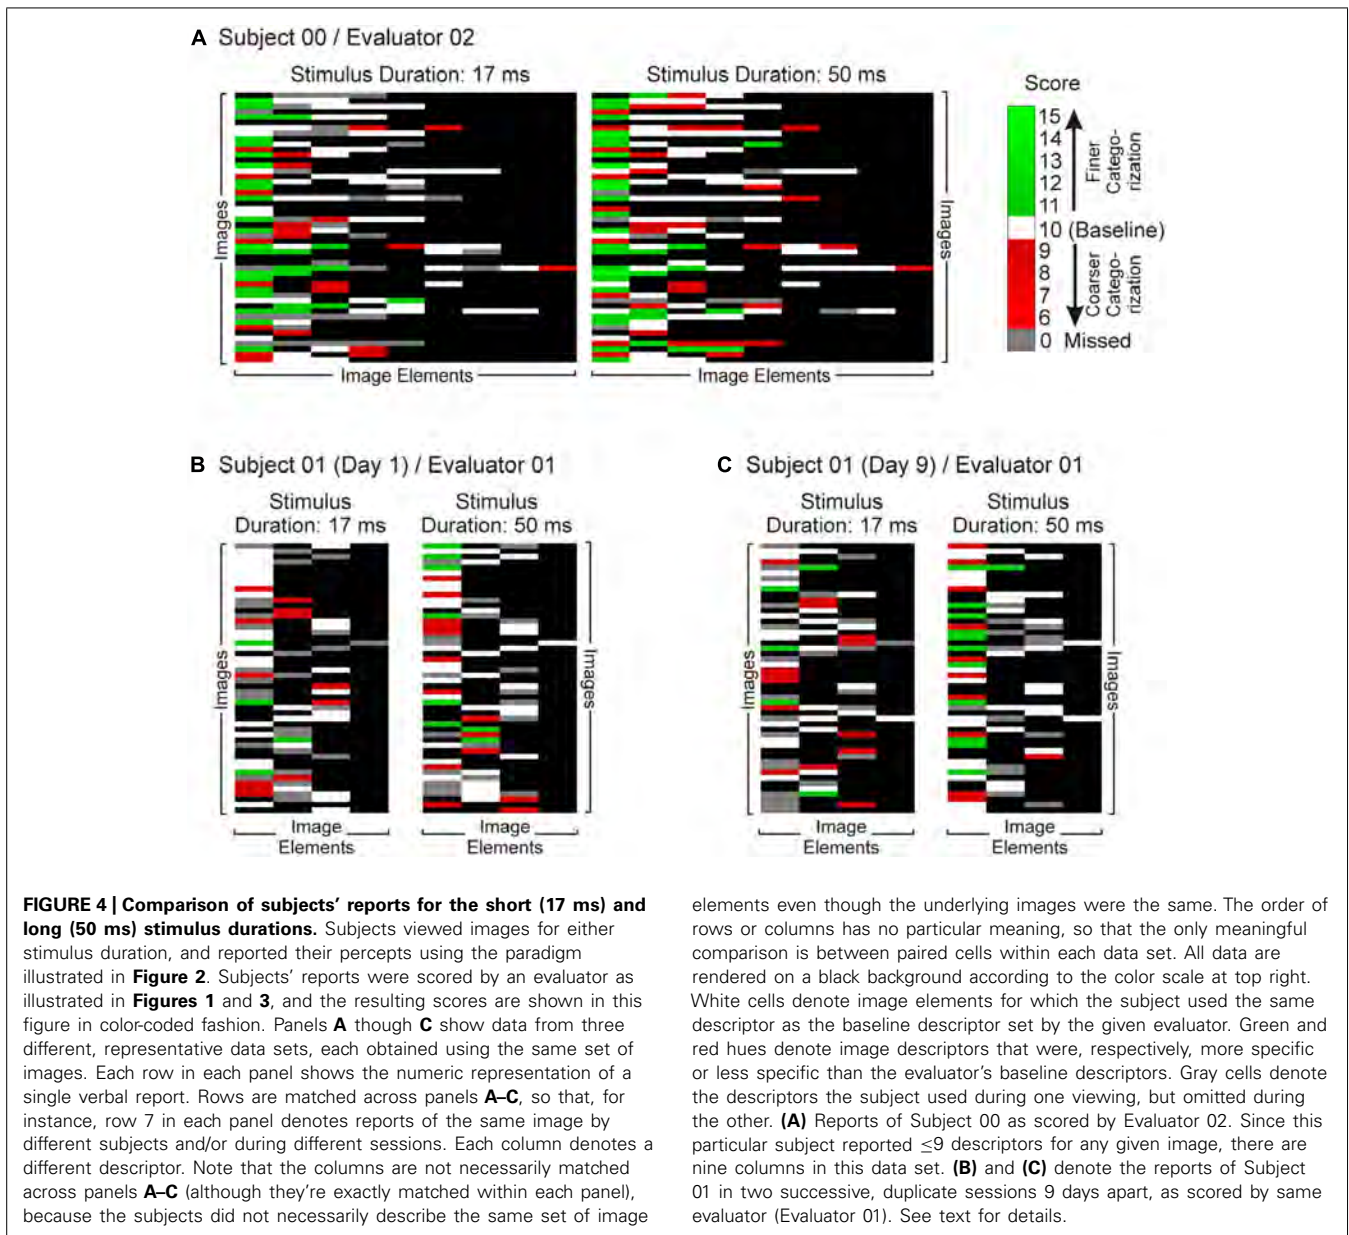 A Subject 00 / Evaluator 02
Stimulus Duration: 17 ms
Stimulus Duration: 50 ms
Images
Image Elements
Image Elements
Images
Score
15
14
13
12
11
10 (Baseline)
9
8
7
6
0 Missed
Finer
Catego-
rization
Coarser
Catego-
rization
B Subject 01 (Day 1) / Evaluator 01
Stimulus
Duration: 17 ms
Stimulus
Duration: 50 ms
Images
Image
Elements
Image
Elements
Images
C Subject 01 (Day 9) / Evaluator 01
Stimulus
Duration: 17 ms
Stimulus
Duration: 50 ms
Images
Image
Elements
Image
Elements
Images
FIGURE 4 | Comparison of subjects' reports for the short (17 ms) and
long (50 ms) stimulus durations. Subjects viewed images for either
stimulus duration, and reported their percepts using the paradigm
illustrated in Figure 2. Subjects' reports were scored by an evaluator as
illustrated in Figures 1 and 3, and the resulting scores are shown in this
figure in color-coded fashion. Panels A though C show data from three
different, representative data sets, each obtained using the same set of
images. Each row in each panel shows the numeric representation of a
single verbal report. Rows are matched across panels A–C, so that, for
instance, row 7 in each panel denotes reports of the same image by
different subjects and/or during different sessions. Each column denotes a
different descriptor. Note that the columns are not necessarily matched
across panels A–C (although they're exactly matched within each panel),
because the subjects did not necessarily describe the same set of image
elements even though the underlying images were the same. The order of
rows or columns has no particular meaning, so that the only meaningful
comparison is between paired cells within each data set. All data are
rendered on a black background according to the color scale at top right.
White cells denote image elements for which the subject used the same
descriptor as the baseline descriptor set by the given evaluator. Green and
red hues denote image descriptors that were, respectively, more specific
or less specific than the evaluator's baseline descriptors. Gray cells denote
the descriptors the subject used during one viewing, but omitted during
the other. (A) Reports of Subject 00 as scored by Evaluator 02. Since this
particular subject reported ≤9 descriptors for any given image, there are
nine columns in this data set. (B) and (C) denote the reports of Subject
01 in two successive, duplicate sessions 9 days apart, as scored by same
evaluator (Evaluator 01). See text for details.